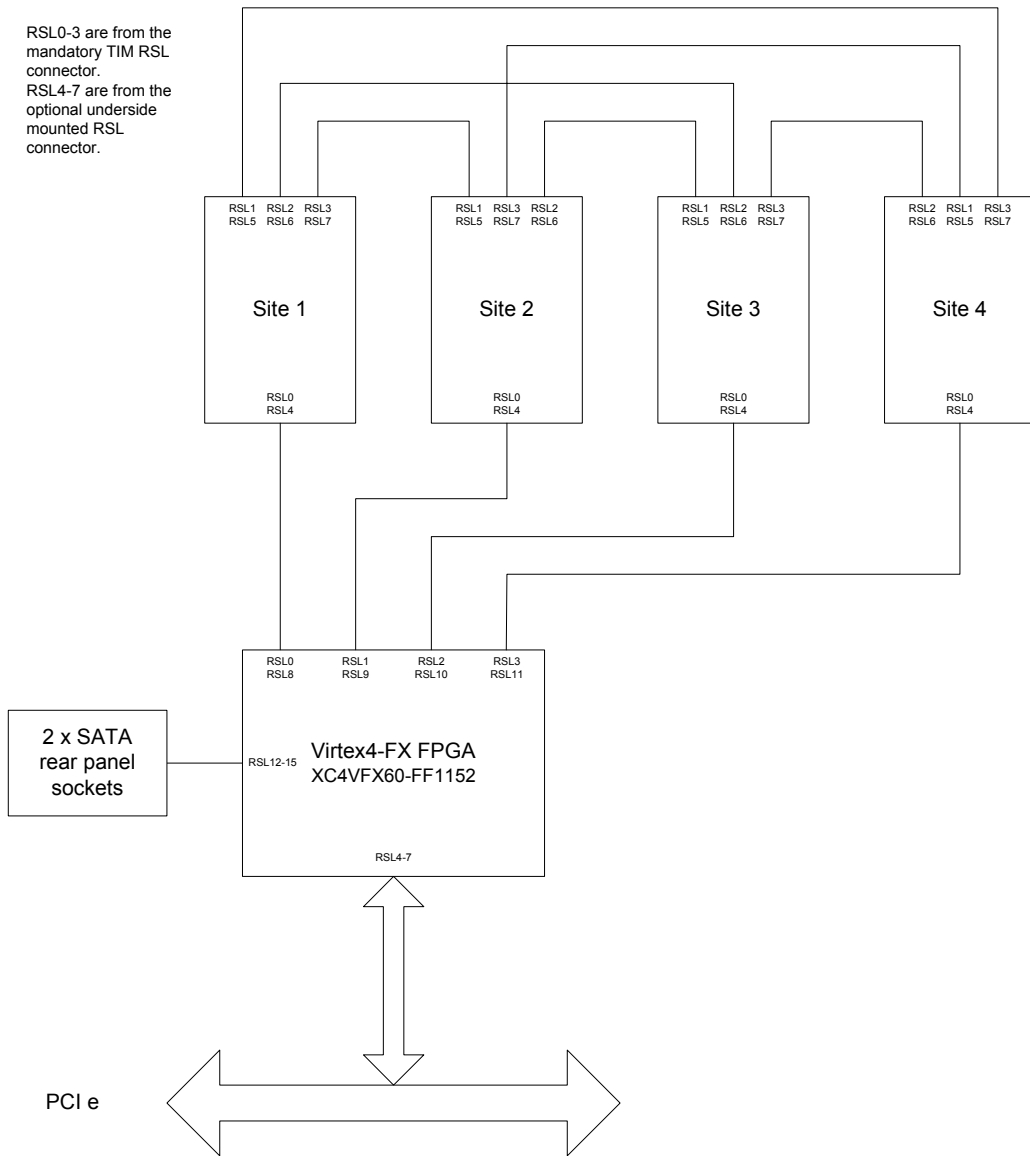 RSL0-3 are from the
mandatory TIM RSL
connector.
RSL4-7 are from the
optional underside
mounted RSL
connector.
RSL1 RSL2 RSL3
RSL5 RSL6 RSL7
RSL1 RSL3 RSL2
RSL5 RSL7 RSL6
RSL1 RSL2 RSL3
RSL5 RSL6 RSL7
RSL2 RSL1 RSL3
RSL6 RSL5 RSL7
Site 1
Site 2
Site 3
Site 4
RSL0
RSL4
RSL0
RSL4
RSL0
RSL4
RSL0
RSL4
RSL0
RSL8
RSL1
RSL9
RSL2
RSL10
RSL3
RSL11
2 x SATA
rear panel
sockets
RSL12-15
Virtex4-FX FPGA
XC4VFX60-FF1152
RSL4-7
PCI e